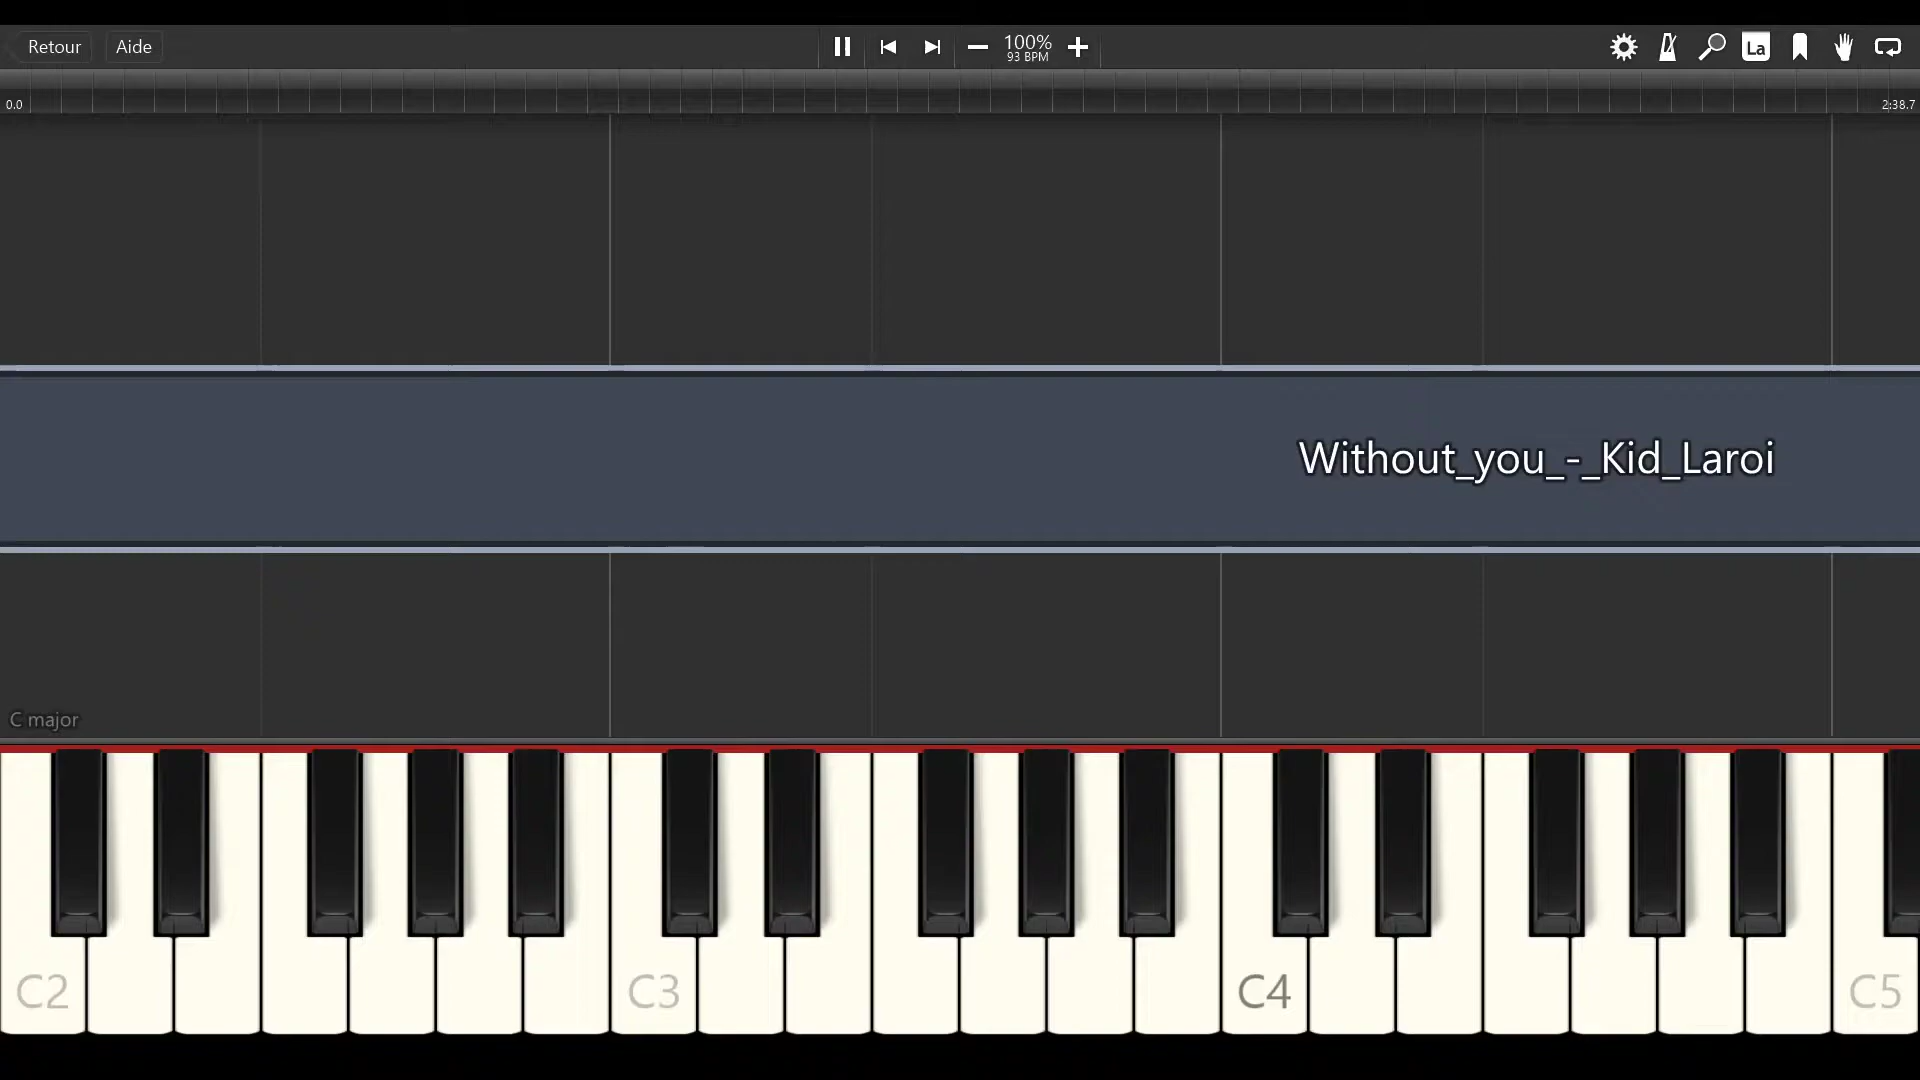 Retour Aide 100% La
93 BPM
0.0 2:38.7
Without_you_-_Kid_Laroi
C major
C2 C3 C4 C5